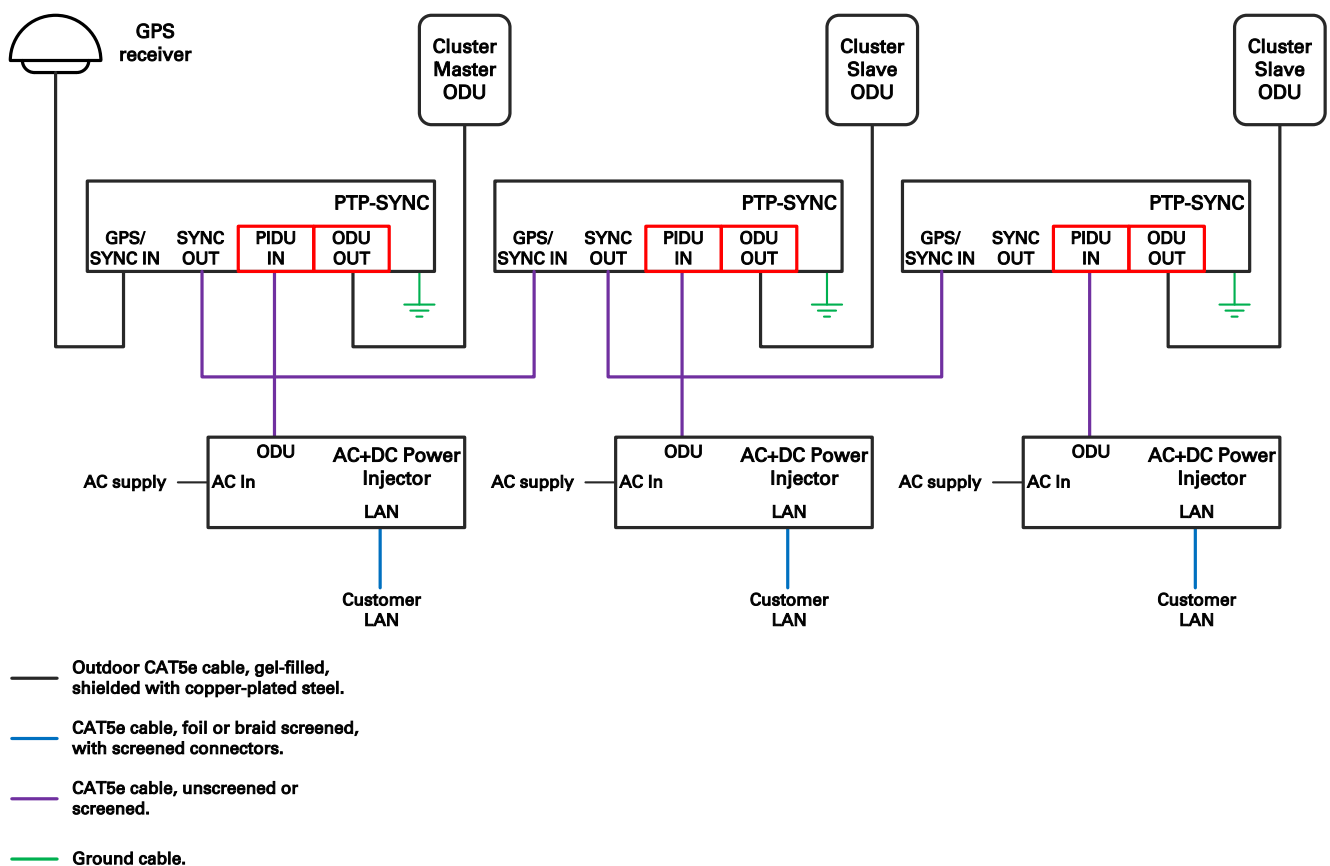 GPS
receiver
Cluster
Master
ODU
Cluster
Slave
ODU
Cluster
Slave
ODU
PTP-SYNC
GPS/
SYNC IN
SYNC
OUT
PIDU
IN
ODU
OUT
PTP-SYNC
GPS/
SYNC IN
SYNC
OUT
PIDU
IN
ODU
OUT
PTP-SYNC
GPS/
SYNC IN
SYNC
OUT
PIDU
IN
ODU
OUT
AC supply
AC In
ODU
AC+DC Power
Injector
LAN
Customer
LAN
AC supply
AC In
ODU
AC+DC Power
Injector
LAN
Customer
LAN
AC supply
AC In
ODU
AC+DC Power
Injector
LAN
Customer
LAN
Outdoor CAT5e cable, gel-filled,
shielded with copper-plated steel.
CAT5e cable, foil or braid screened,
with screened connectors.
CAT5e cable, unscreened or
screened.
Ground cable.